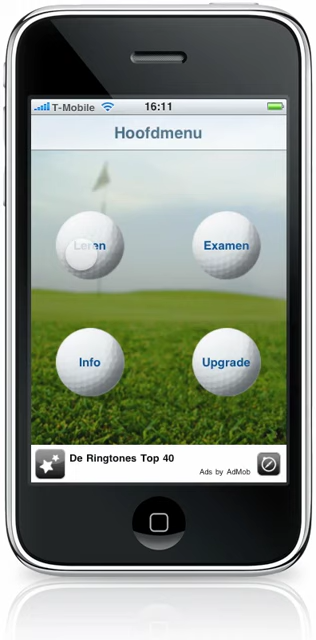 T-Mobile 16:11
Hoofdmenu
Leren Examen
Info Upgrade
De Ringtones Top 40
Ads by AdMob